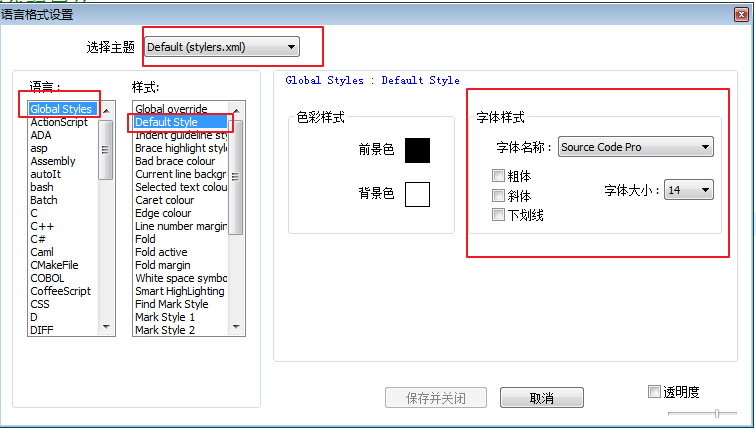 语言格式设置
选择主题
Default (stylers.xml)
语言：
Global Styles
ActionScript
ADA
asp
Assembly
autoIt
bash
Batch
C
C++
C#
Caml
CMakeFile
COBOL
CoffeeScript
CSS
D
DIFF
样式:
Global override
Default Style
Indent guideline sty
Brace highlight style
Bad brace colour
Current line backgr
Selected text colou
Caret colour
Edge colour
Line number margin
Fold
Fold active
Fold margin
White space symbo
Smart HighLighting
Find Mark Style
Mark Style 1
Mark Style 2
Global Styles : Default Style
色彩样式
前景色
背景色
字体样式
字体名称：
Source Code Pro
粗体
斜体
下划线
字体大小：
14
保存并关闭
取消
透明度